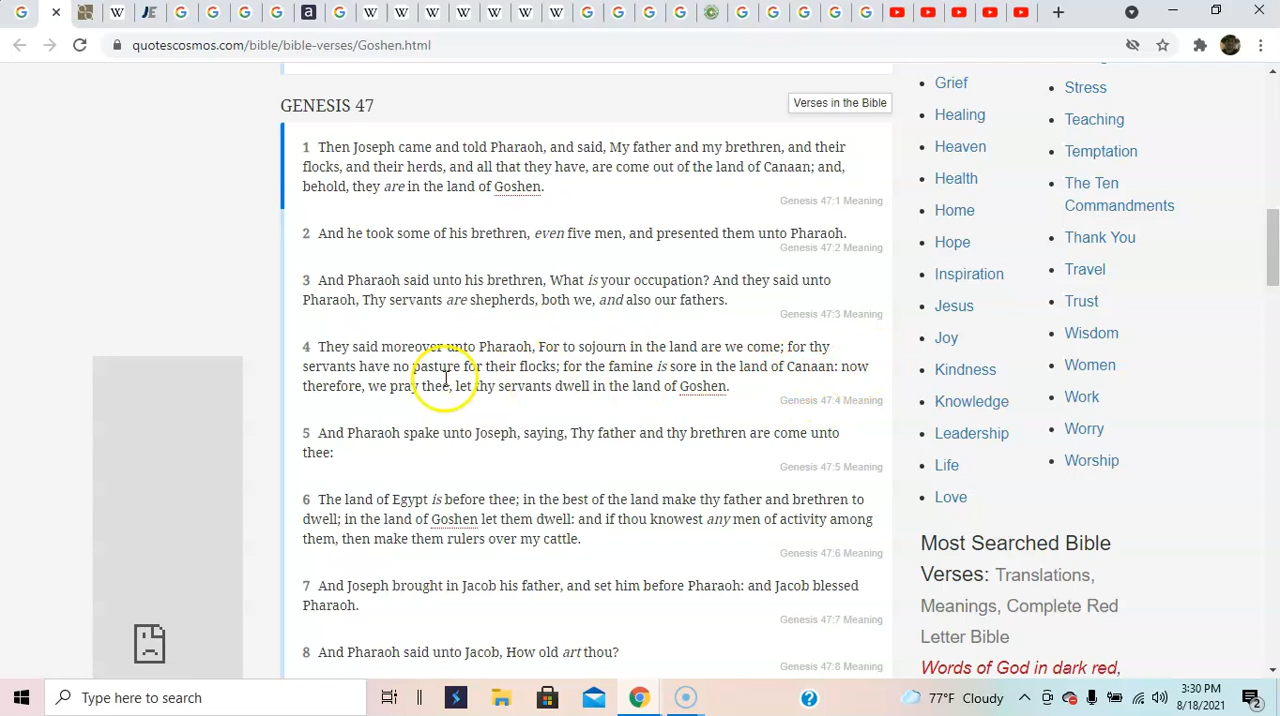 quotescosmos.com/bible/bible-verses/Goshen.html
GENESIS 47
Verses in the Bible
1 Then Joseph came and told Pharaoh, and said, My father and my brethren, and their
flocks, and their herds, and all that they have, are come out of the land of Canaan; and,
behold, they are in the land of Goshen.
Genesis 47:1 Meaning
2 And he took some of his brethren, even five men, and presented them unto Pharaoh.
Genesis 47:2 Meaning
3 And Pharaoh said unto his brethren, What is your occupation? And they said unto
Pharaoh, Thy servants are shepherds, both we, and also our fathers.
Genesis 47:3 Meaning
4 They said moreover unto Pharaoh, For to sojourn in the land are we come; for thy
servants have no pasture for their flocks; for the famine is sore in the land of Canaan: now
therefore, we pray thee, let thy servants dwell in the land of Goshen.
Genesis 47:4 Meaning
5 And Pharaoh spake unto Joseph, saying, Thy father and thy brethren are come unto
thee:
Genesis 47:5 Meaning
6 The land of Egypt is before thee; in the best of the land make thy father and brethren to
dwell; in the land of Goshen let them dwell: and if thou knowest any men of activity among
them, then make them rulers over my cattle.
Genesis 47:6 Meaning
7 And Joseph brought in Jacob his father, and set him before Pharaoh: and Jacob blessed
Pharaoh.
Genesis 47:7 Meaning
8 And Pharaoh said unto Jacob, How old art thou?
Genesis 47:8 Meaning
Grief
Healing
Heaven
Health
Home
Hope
Inspiration
Jesus
Joy
Kindness
Knowledge
Leadership
Life
Love
Stress
Teaching
Temptation
The Ten
Commandments
Thank You
Travel
Trust
Wisdom
Women
Work
Worry
Worship
Most Searched Bible
Verses: Translations,
Meanings, Complete Red
Letter Bible
Words of God in dark red,
Type here to search
77°F Cloudy
3:30 PM
8/18/2021
2